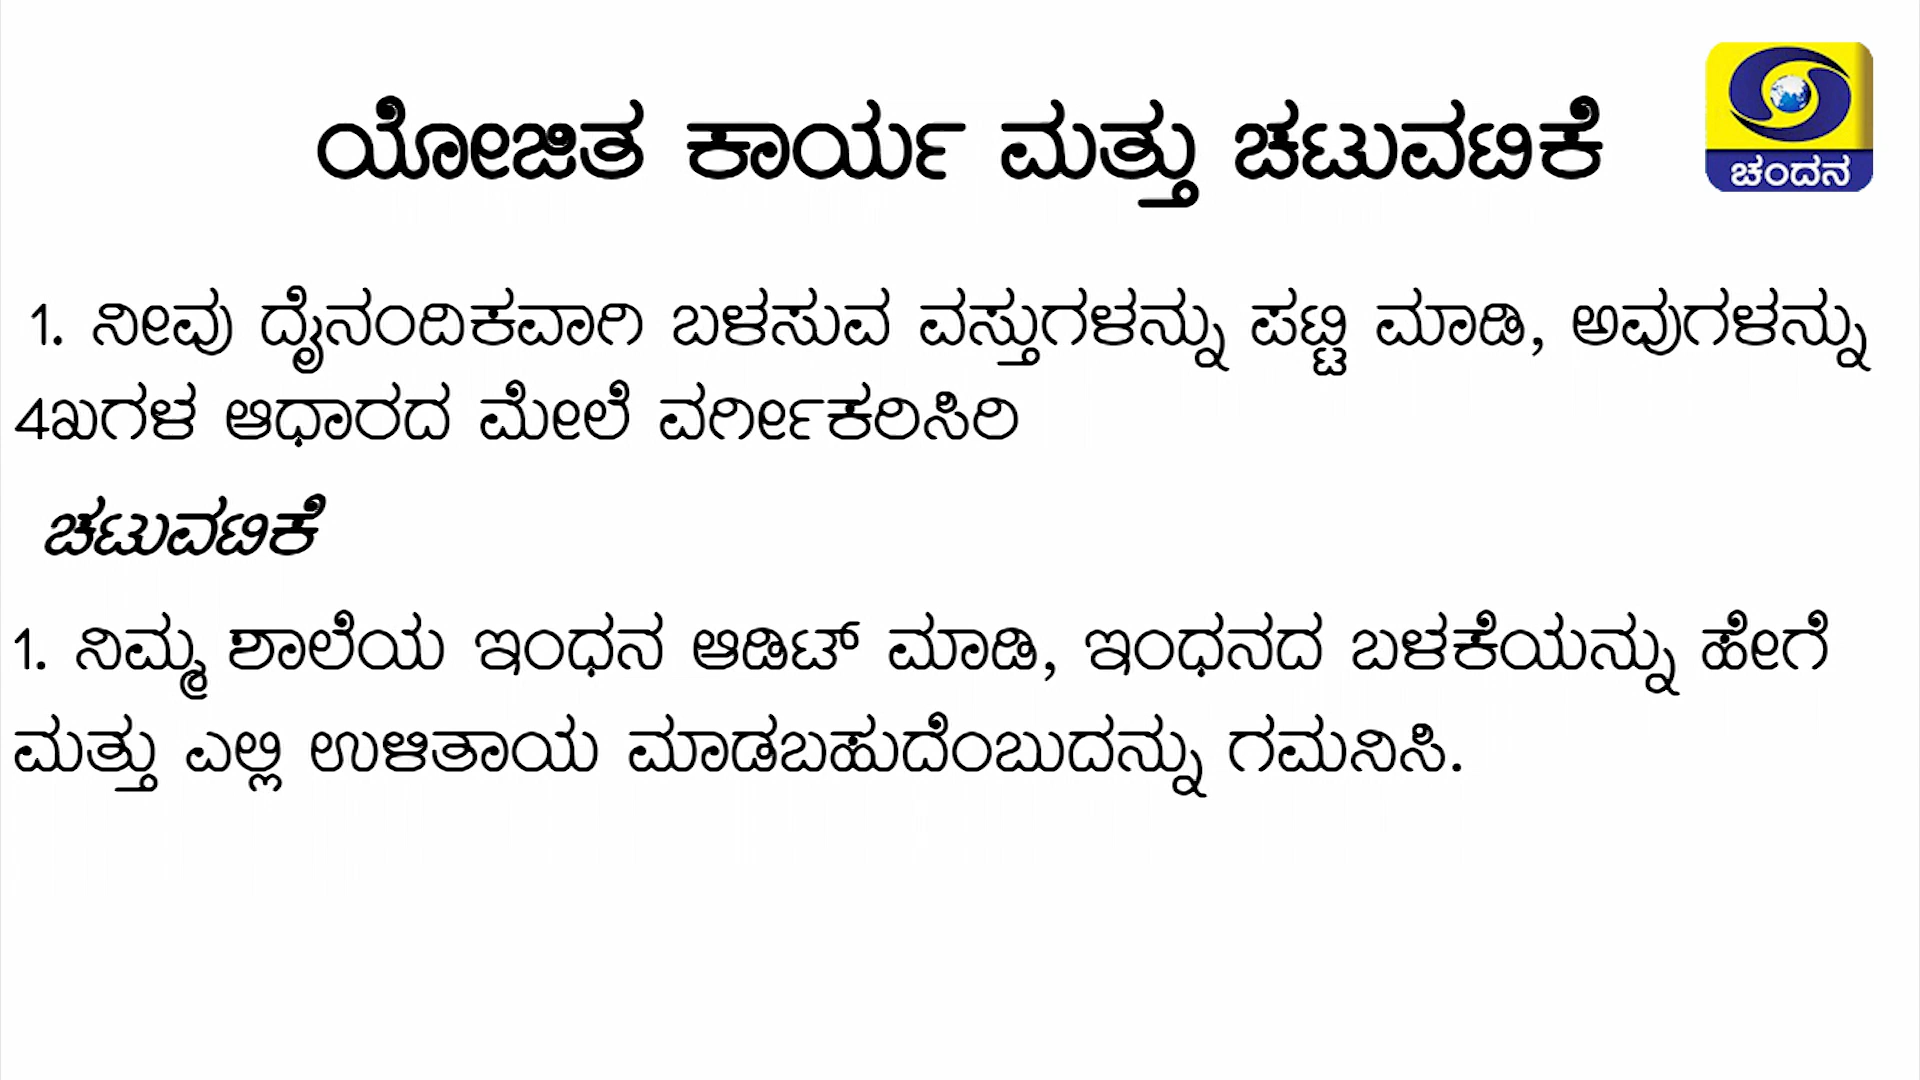 ಯೋಜಿತ ಕಾರ್ಯ ಮತ್ತು ಚಟುವಟಿಕೆ
ಚಂದನ
1. ನೀವು ದೈನಂದಿಕವಾಗಿ ಬಳಸುವ ವಸ್ತುಗಳನ್ನು ಪಟ್ಟಿ ಮಾಡಿ, ಅವುಗಳನ್ನು
4ಖಗಳ ಆಧಾರದ ಮೇಲೆ ವರ್ಗೀಕರಿಸಿರಿ
ಚಟುವಟಿಕೆ
1. ನಿಮ್ಮ ಶಾಲೆಯ ಇಂಧನ ಆಡಿಟ್ ಮಾಡಿ, ಇಂಧನದ ಬಳಕೆಯನ್ನು ಹೇಗೆ
ಮತ್ತು ಎಲ್ಲಿ ಉಳಿತಾಯ ಮಾಡಬಹುದೆಂಬುದನ್ನು ಗಮನಿಸಿ.